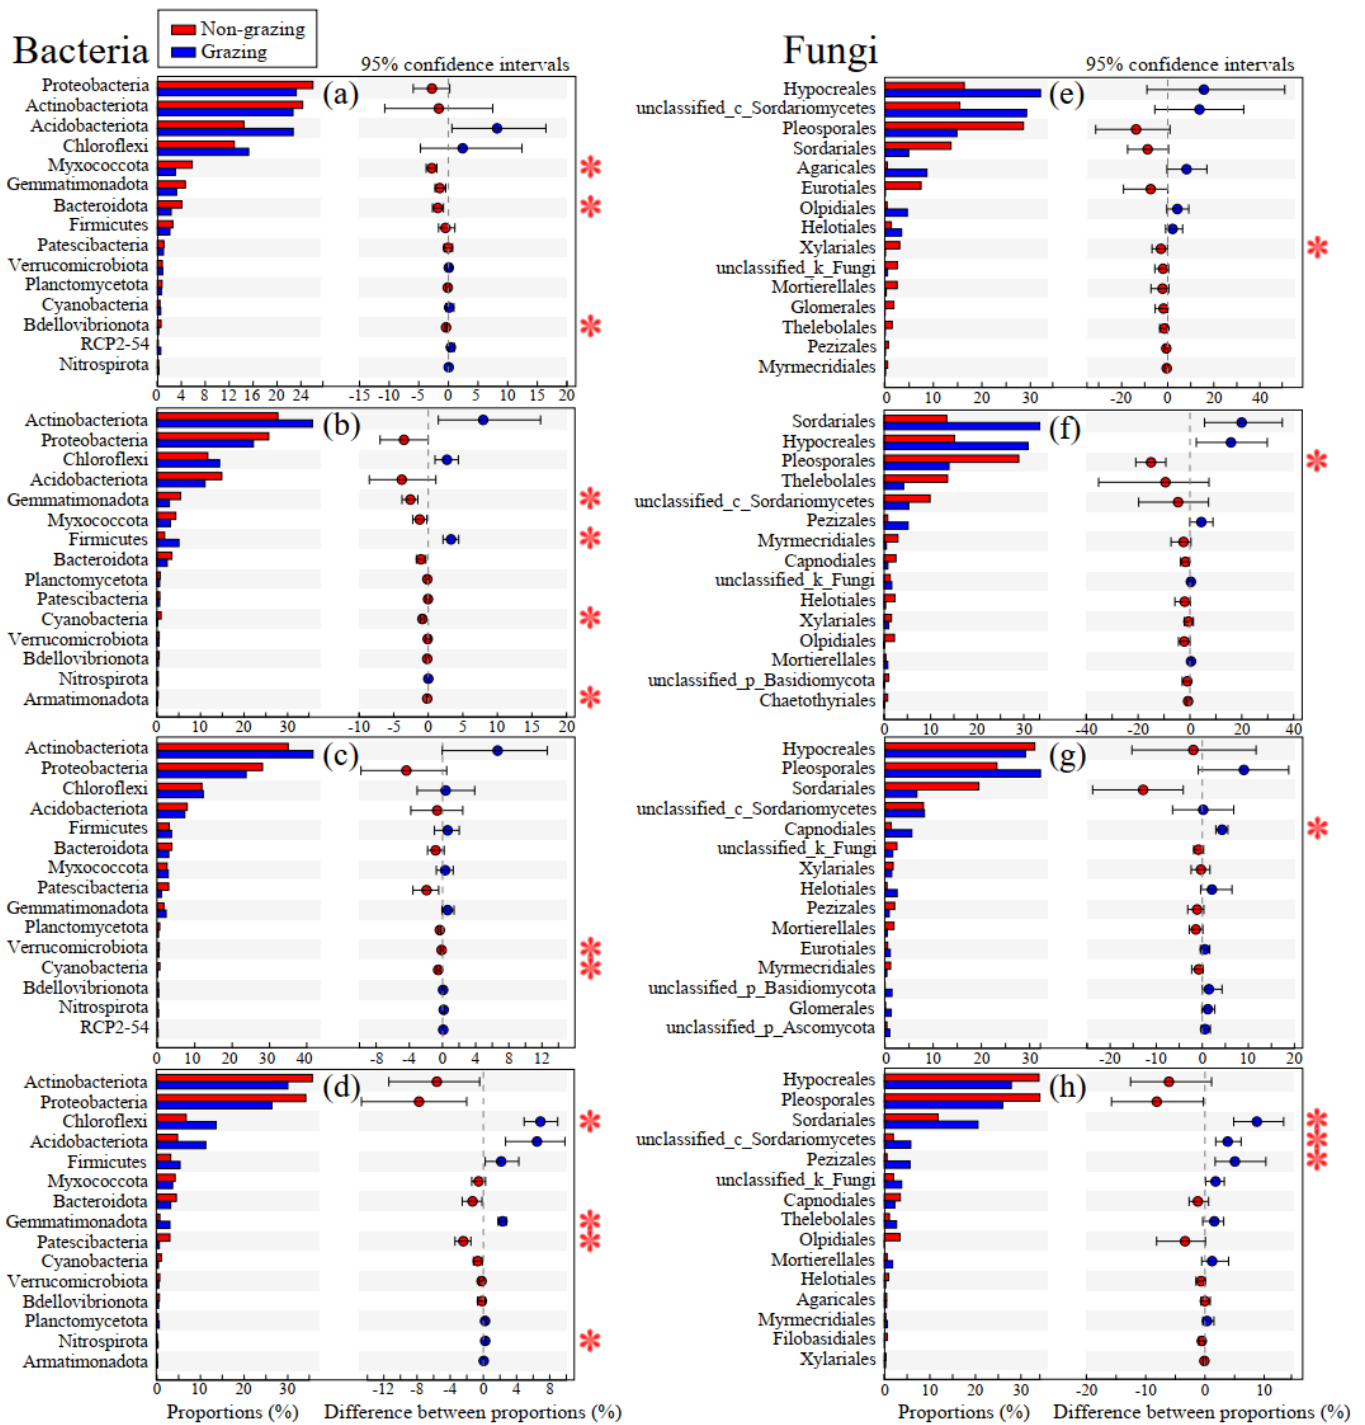 Bacteria
Non-grazing
Grazing
95% confidence intervals
Fungi
95% confidence intervals
(a)
Proteobacteria
Actinobacteriota
Acidobacteriota
Chloroflexi
Myxococcota
Gemmatimonadota
Bacteroidota
Firmicutes
Patescibacteria
Verrucomicrobiota
Planctomycetota
Cyanobacteria
Bdellovibrionota
RCP2-54
Nitrospirota
0 4 8 12 16 20 24
-15 -10 -5 0 5 10 15 20
(b)
Actinobacteriota
Proteobacteria
Chloroflexi
Acidobacteriota
Gemmatimonadota
Myxococcota
Firmicutes
Bacteroidota
Planctomycetota
Patescibacteria
Cyanobacteria
Verrucomicrobiota
Bdellovibrionota
Nitrospirota
Armatimonadota
0 10 20 30
-10 -5 0 5 10 15 20
(c)
Actinobacteriota
Proteobacteria
Chloroflexi
Acidobacteriota
Firmicutes
Bacteroidota
Myxococcota
Patescibacteria
Gemmatimonadota
Planctomycetota
Verrucomicrobiota
Cyanobacteria
Bdellovibrionota
Nitrospirota
RCP2-54
0 10 20 30 40
-8 -4 0 4 8 12
(d)
Actinobacteriota
Proteobacteria
Chloroflexi
Acidobacteriota
Firmicutes
Myxococcota
Bacteroidota
Gemmatimonadota
Patescibacteria
Cyanobacteria
Verrucomicrobiota
Bdellovibrionota
Planctomycetota
Nitrospirota
Armatimonadota
0 10 20 30
-12 -8 -4 0 4 8
Proportions (%)
Difference between proportions (%)
(e)
Hypocreales
unclassified_c_Sordariomycetes
Pleosporales
Sordariales
Agaricales
Eurotiales
Olpidiales
Helotiales
Xylariales
unclassified_k_Fungi
Mortierellales
Glomerales
Thelebolales
Pezizales
Myrmecridiales
0 10 20 30
-20 0 20 40
(f)
Sordariales
Hypocreales
Pleosporales
Thelebolales
unclassified_c_Sordariomycetes
Pezizales
Myrmecridiales
Capnodiales
unclassified_k_Fungi
Helotiales
Xylariales
Olpidiales
Mortierellales
unclassified_p_Basidiomycota
Chaetothyriales
0 10 20 30
-40 -20 0 20 40
(g)
Hypocreales
Pleosporales
Sordariales
unclassified_c_Sordariomycetes
Capnodiales
unclassified_k_Fungi
Xylariales
Helotiales
Pezizales
Mortierellales
Eurotiales
Myrmecridiales
unclassified_p_Basidiomycota
Glomerales
unclassified_p_Ascomycota
0 10 20 30
-20 -10 0 10 20
(h)
Hypocreales
Pleosporales
Sordariales
unclassified_c_Sordariomycetes
Pezizales
unclassified_k_Fungi
Capnodiales
Thelebolales
Olpidiales
Mortierellales
Helotiales
Agaricales
Myrmecridiales
Filobasidiales
Xylariales
0 10 20 30
-20 -10 0 10
Proportions (%)
Difference between proportions (%)